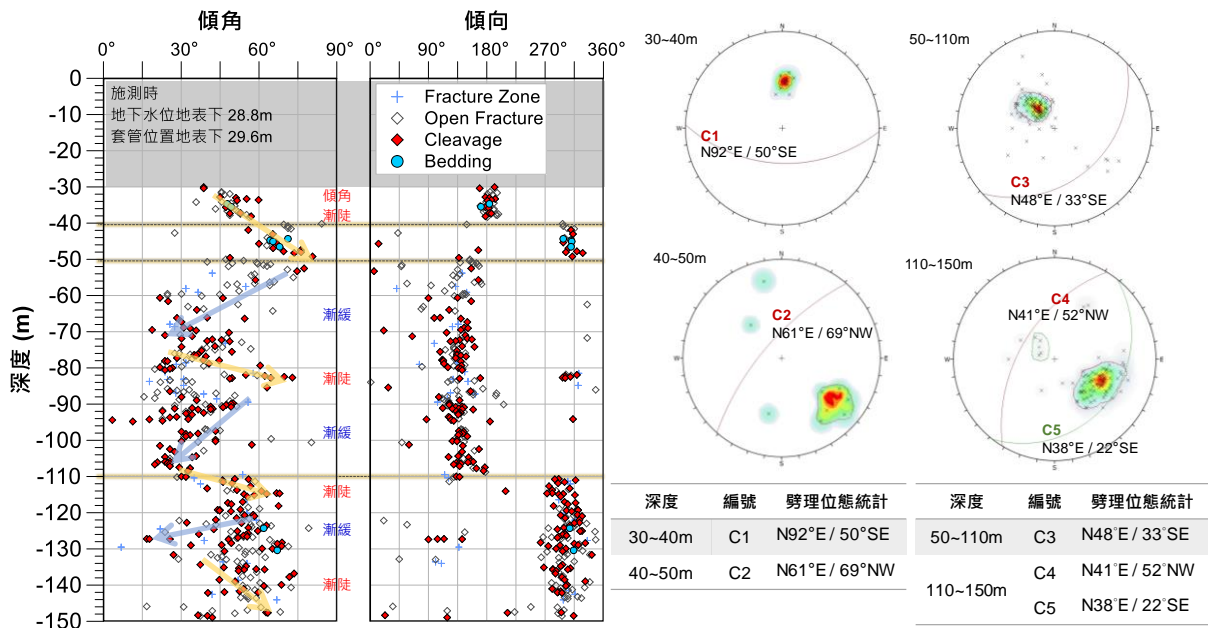 傾角
傾向
0° 30° 60° 90°
0° 90° 180° 270° 360°
深度 (m)
0
-10
-20
-30
-40
-50
-60
-70
-80
-90
-100
-110
-120
-130
-140
-150
施測時
地下水位地表下 28.8m
套管位置地表下 29.6m
傾角
漸陡
漸緩
漸陡
漸緩
漸陡
漸緩
漸陡
Fracture Zone
Open Fracture
Cleavage
Bedding
30~40m
N
E
S
W
C1
N92°E / 50°SE
50~110m
N
E
S
W
C3
N48°E / 33°SE
40~50m
N
E
S
W
C2
N61°E / 69°NW
110~150m
N
E
S
W
C4
N41°E / 52°NW
C5
N38°E / 22°SE
深度 編號 劈理位態統計
30~40m C1 N92°E / 50°SE
40~50m C2 N61°E / 69°NW
深度 編號 劈理位態統計
50~110m C3 N48°E / 33°SE
110~150m
C4 N41°E / 52°NW
C5 N38°E / 22°SE